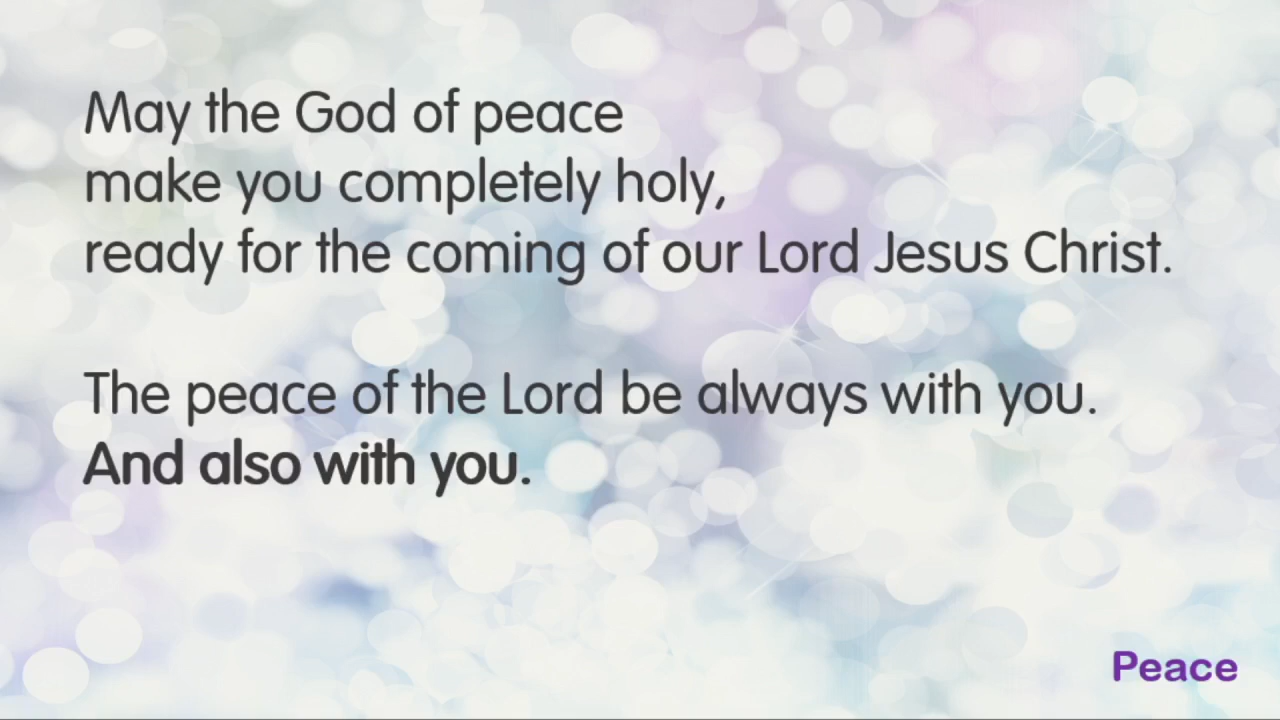 May the God of peace
make you completely holy,
ready for the coming of our Lord Jesus Christ.
The peace of the Lord be always with you.
And also with you.
Peace